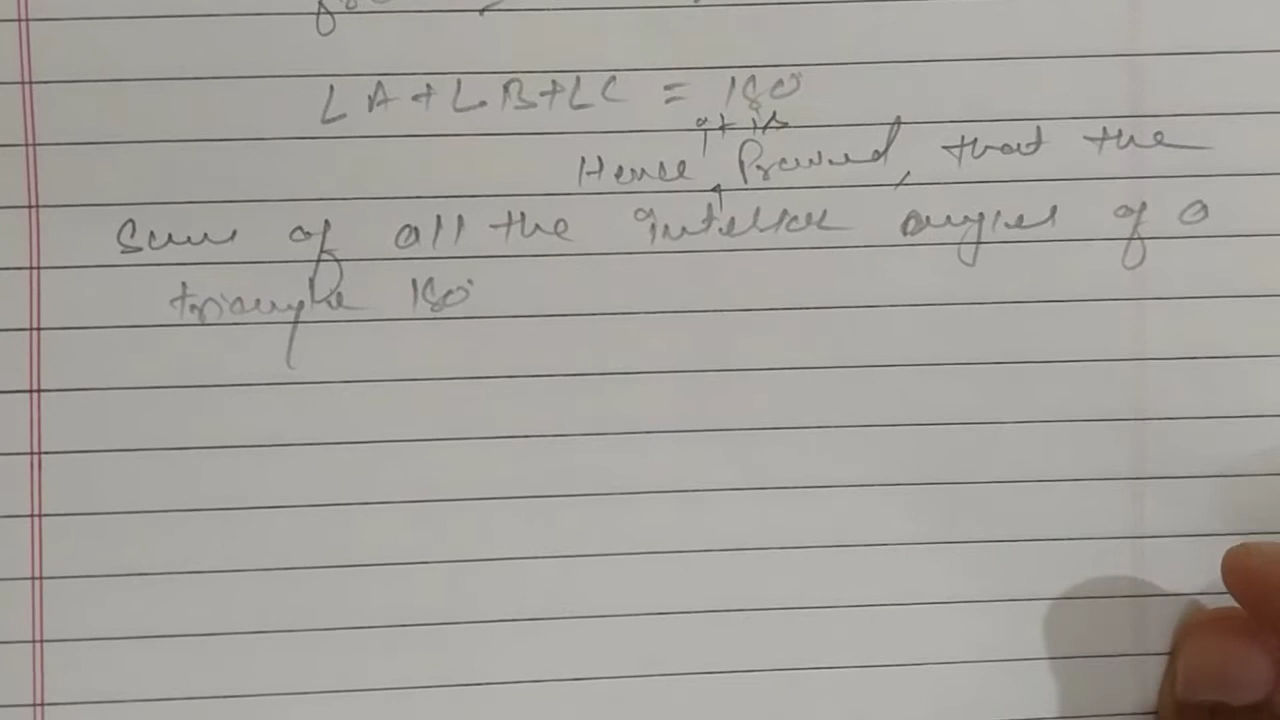 ∠A+∠B+∠C = 180°
it is
Hence Proved, that the
Sum of all the interior angles of a
triangle 180°